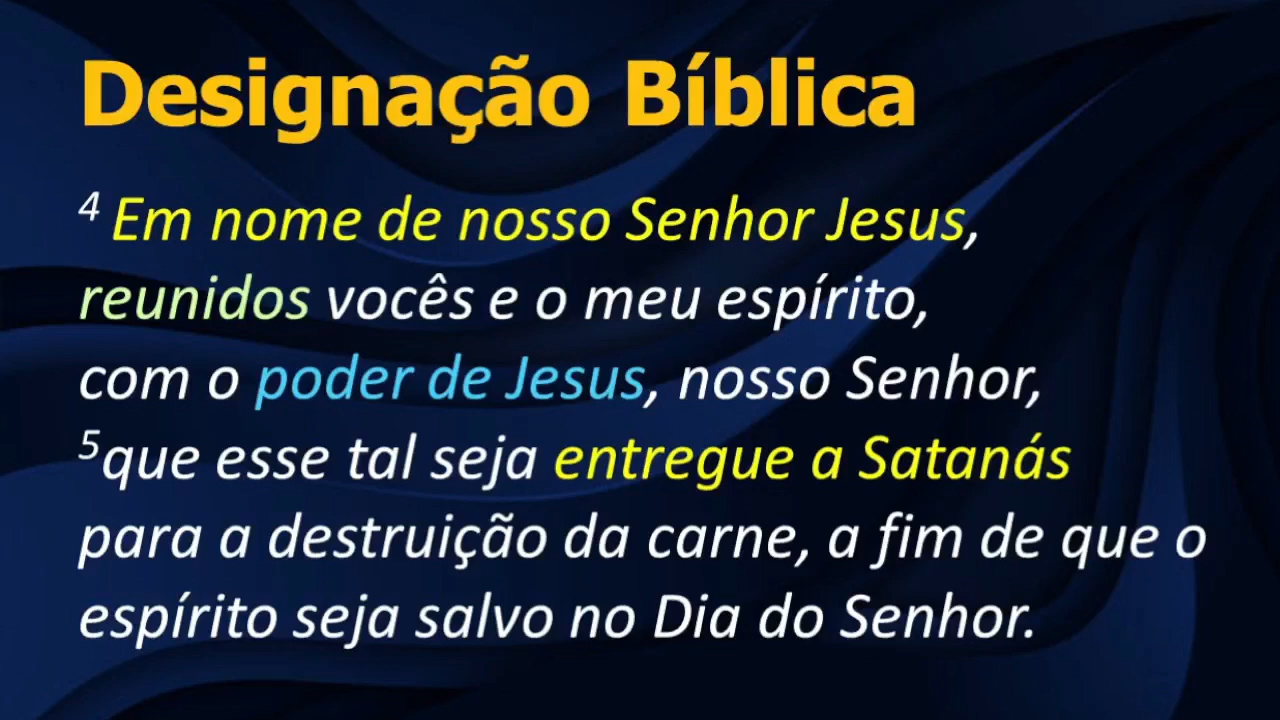 Designação Bíblica
4 Em nome de nosso Senhor Jesus,
reunidos vocês e o meu espírito,
com o poder de Jesus, nosso Senhor,
5que esse tal seja entregue a Satanás
para a destruição da carne, a fim de que o
espírito seja salvo no Dia do Senhor.